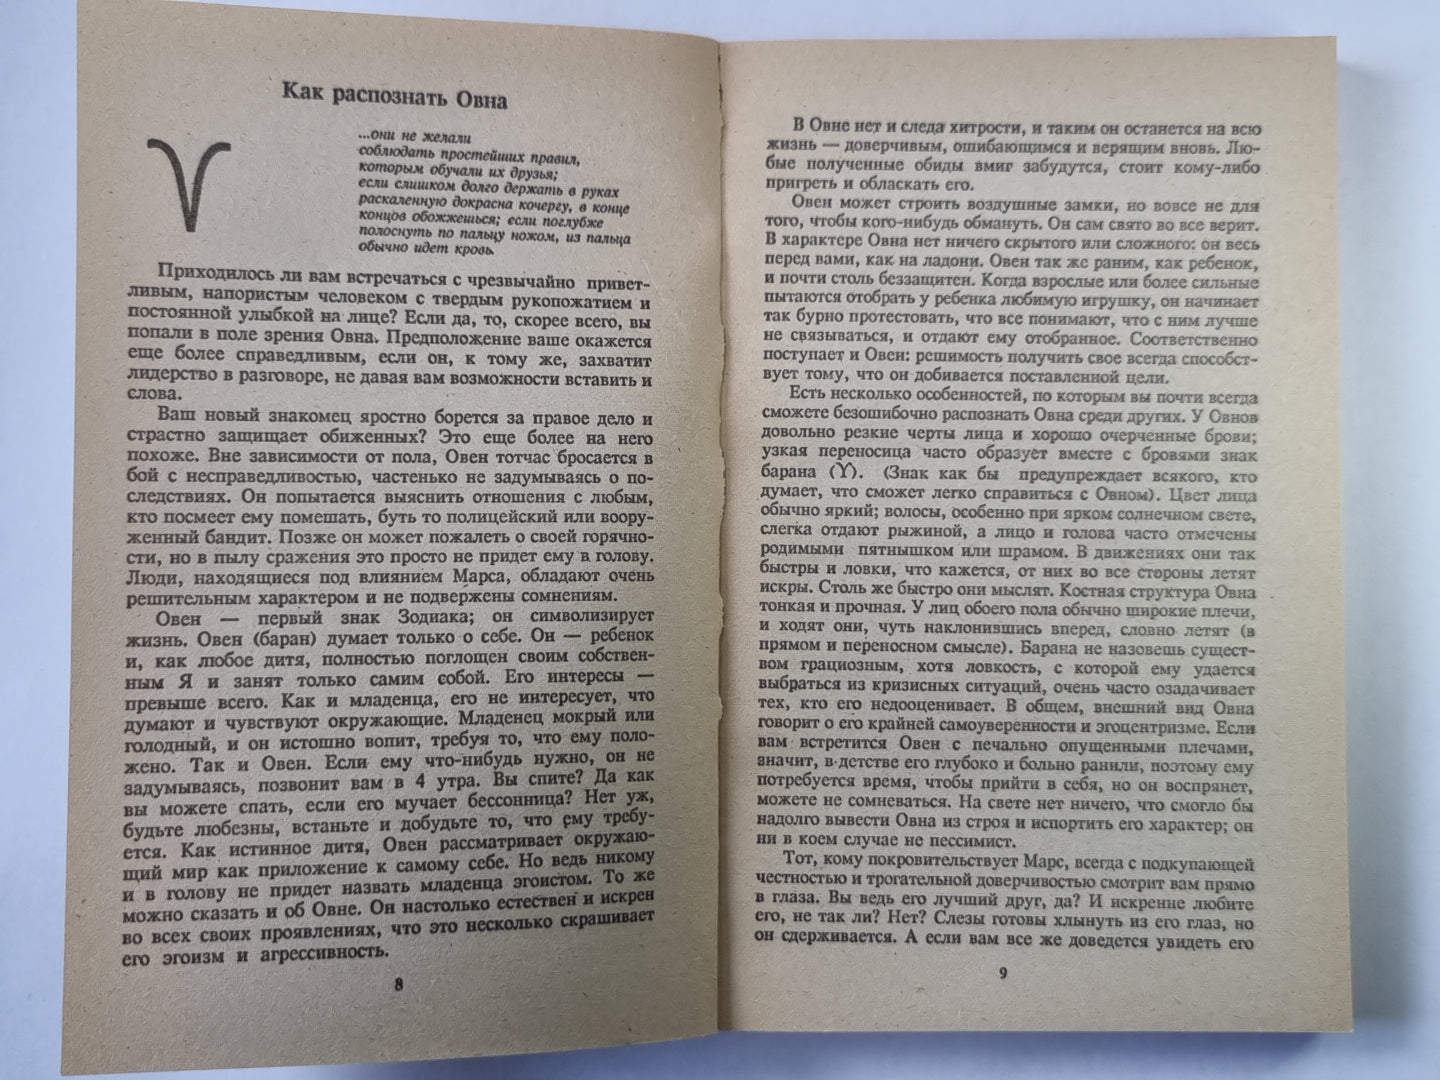 Как распознать Овна
...они не желали
соблюдать простейших правил,
которым обучали их друзья;
если слишком долго держать в руках
раскаленную докрасна кочергу, в конце
концов обожжешься; если поглубже
полоснуть по пальцу ножом, из пальца
обычно идет кровь.
Приходилось ли вам встречаться с чрезвычайно привет-
ливым, напористым человеком с твердым рукопожатием и
постоянной улыбкой на лице? Если да, то, скорее всего, вы
попали в поле зрения Овна. Предположение ваше окажется
еще более справедливым, если он, к тому же, захватит
лидерство в разговоре, не давая вам возможности вставить и
слова.
Ваш новый знакомец яростно борется за правое дело и
страстно защищает обиженных? Это еще более на него
похоже. Вне зависимости от пола, Овен тотчас бросается в
бой с несправедливостью, частенько не задумываясь о по-
следствиях. Он попытается выяснить отношения с любым,
кто посмеет ему помешать, буть то полицейский или воору-
женный бандит. Позже он может пожалеть о своей горячно-
сти, но в пылу сражения это просто не придет ему в голову.
Люди, находящиеся под влиянием Марса, обладают очень
решительным характером и не подвержены сомнениям.
Овен — первый знак Зодиака; он символизирует
жизнь. Овен (баран) думает только о себе. Он — ребенок
и, как любое дитя, полностью поглощен своим собствен-
ным Я и занят только самим собой. Его интересы —
превыше всего. Как и младенца, его не интересует, что
думают и чувствуют окружающие. Младенец мокрый или
голодный, и он истошно вопит, требуя то, что ему поло-
жено. Так и Овен. Если ему что-нибудь нужно, он не
задумываясь, позвонит вам в 4 утра. Вы спите? Да как
вы можете спать, если его мучает бессонница? Нет уж,
будьте любезны, встаньте и добудьте то, что ему требу-
ется. Как истинное дитя, Овен рассматривает окружаю-
щий мир как приложение к самому себе. Но ведь никому
и в голову не придет назвать младенца эгоистом. То же
можно сказать и об Овне. Он настолько естествен и искрен
во всех своих проявлениях, что это несколько скрашивает
его эгоизм и агрессивность.
8
В Овне нет и следа хитрости, и таким он останется на всю
жизнь — доверчивым, ошибающимся и верящим вновь. Лю-
бые полученные обиды вмиг забудутся, стоит кому-либо
пригреть и обласкать его.
Овен может строить воздушные замки, но вовсе не для
того, чтобы кого-нибудь обмануть. Он сам свято во все верит.
В характере Овна нет ничего скрытого или сложного: он весь
перед вами, как на ладони. Овен так же раним, как ребенок,
и почти столь беззащитен. Когда взрослые или более сильные
пытаются отобрать у ребенка любимую игрушку, он начинает
так бурно протестовать, что все понимают, что с ним лучше
не связываться, и отдают ему отобранное. Соответственно
поступает и Овен: решимость получить свое всегда способст-
вует тому, что он добивается поставленной цели.
Есть несколько особенностей, по которым вы почти всегда
сможете безошибочно распознать Овна среди других. У Овнов
довольно резкие черты лица и хорошо очерченные брови;
узкая переносица часто образует вместе с бровями знак
барана (♈). (Знак как бы предупреждает всякого, кто
думает, что сможет легко справиться с Овном). Цвет лица
обычно яркий; волосы, особенно при ярком солнечном свете,
слегка отдают рыжиной, а лицо и голова часто отмечены
родимыми пятнышком или шрамом. В движениях они так
быстры и ловки, что кажется, от них во все стороны летят
искры. Столь же быстро они мыслят. Костная структура Овна
тонкая и прочная. У лиц обоего пола обычно широкие плечи,
и ходят они, чуть наклонившись вперед, словно летят (в
прямом и переносном смысле). Барана не назовешь сущест-
вом грациозным, хотя ловкость, с которой ему удается
выбраться из кризисных ситуаций, очень часто озадачивает
тех, кто его недооценивает. В общем, внешний вид Овна
говорит о его крайней самоуверенности и эгоцентризме. Если
вам встретится Овен с печально опущенными плечами,
значит, в детстве его глубоко и больно ранили, поэтому ему
потребуется время, чтобы прийти в себя, но он воспрянет,
можете не сомневаться. На свете нет ничего, что смогло бы
надолго вывести Овна из строя и испортить его характер; он
ни в коем случае не пессимист.
Тот, кому покровительствует Марс, всегда с подкупающей
честностью и трогательной доверчивостью смотрит вам прямо
в глаза. Вы ведь его лучший друг, да? И искренне любите
его, не так ли? Нет? Слезы готовы хлынуть из его глаз, но
он сдерживается. А если вам все же доведется увидеть его
9